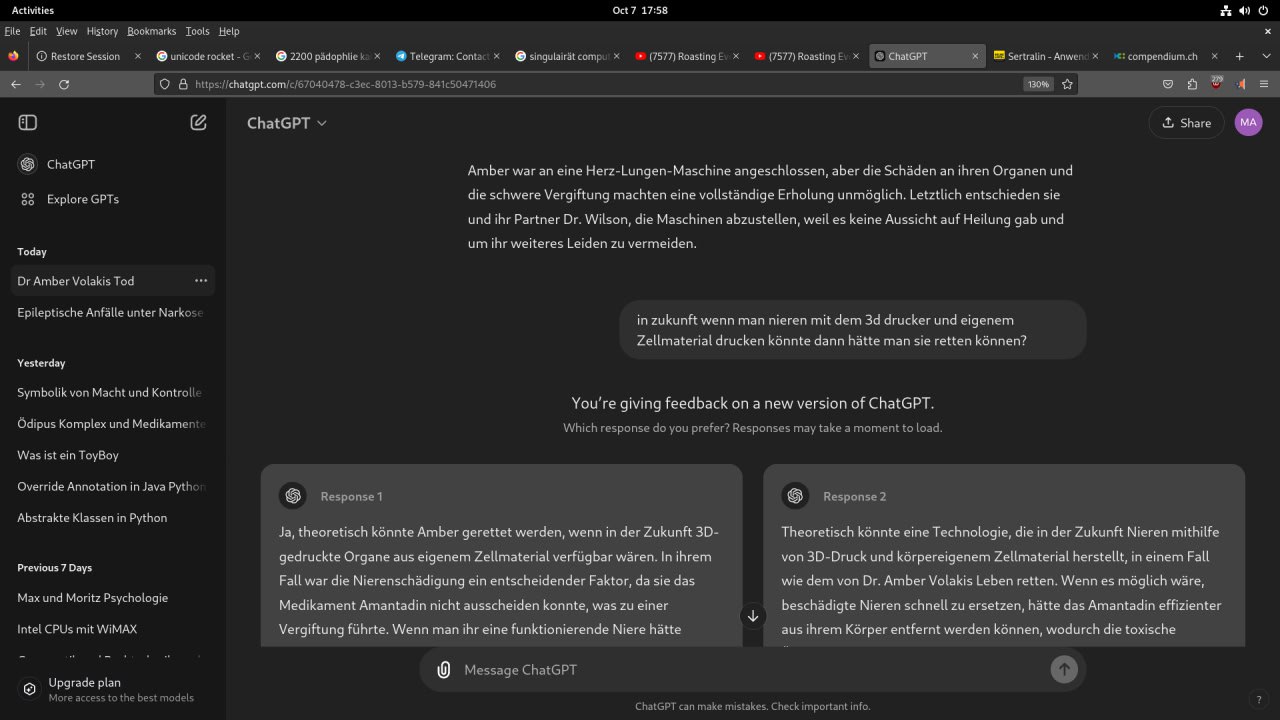 Activities
Oct 7 17:58
File Edit View History Bookmarks Tools Help
Restore Session
unicode rocket - G
2200 pädophlie ka
Telegram: Contact
singulairät compu
(7577) Roasting Ev
(7577) Roasting Ev
ChatGPT
Sertralin - Anwend
compendium.ch
https://chatgpt.com/c/67040478-c3ec-8013-b579-841c50471406
130%
279
ChatGPT
Share
MA
ChatGPT
Explore GPTs
Today
Dr Amber Volakis Tod
Epileptische Anfälle unter Narkose
Yesterday
Symbolik von Macht und Kontrolle
Ödipus Komplex und Medikamente
Was ist ein ToyBoy
Override Annotation in Java Python
Abstrakte Klassen in Python
Previous 7 Days
Max und Moritz Psychologie
Intel CPUs mit WiMAX
Upgrade plan
More access to the best models
Amber war an eine Herz-Lungen-Maschine angeschlossen, aber die Schäden an ihren Organen und
die schwere Vergiftung machten eine vollständige Erholung unmöglich. Letztlich entschieden sie
und ihr Partner Dr. Wilson, die Maschinen abzustellen, weil es keine Aussicht auf Heilung gab und
um ihr weiteres Leiden zu vermeiden.
in zukunft wenn man nieren mit dem 3d drucker und eigenem
Zellmaterial drucken könnte dann hätte man sie retten können?
You're giving feedback on a new version of ChatGPT.
Which response do you prefer? Responses may take a moment to load.
Response 1
Ja, theoretisch könnte Amber gerettet werden, wenn in der Zukunft 3D-
gedruckte Organe aus eigenem Zellmaterial verfügbar wären. In ihrem
Fall war die Nierenschädigung ein entscheidender Faktor, da sie das
Medikament Amantadin nicht ausscheiden konnte, was zu einer
Vergiftung führte. Wenn man ihr eine funktionierende Niere hätte
Response 2
Theoretisch könnte eine Technologie, die in der Zukunft Nieren mithilfe
von 3D-Druck und körpereigenem Zellmaterial herstellt, in einem Fall
wie dem von Dr. Amber Volakis Leben retten. Wenn es möglich wäre,
beschädigte Nieren schnell zu ersetzen, hätte das Amantadin effizienter
aus ihrem Körper entfernt werden können, wodurch die toxische
Message ChatGPT
ChatGPT can make mistakes. Check important info.
?